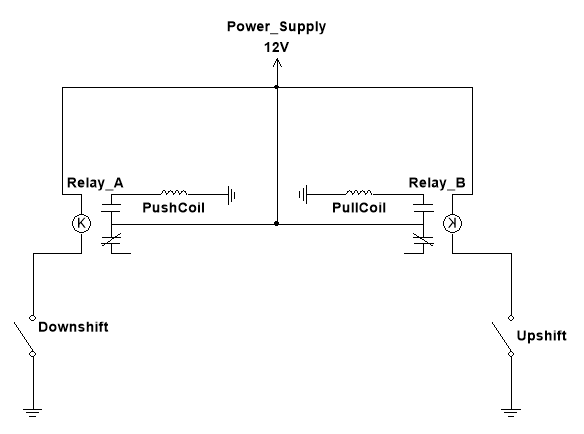 Power_Supply
12V
Relay_A
Relay_B
PushCoil
PullCoil
K
K
Downshift
Upshift